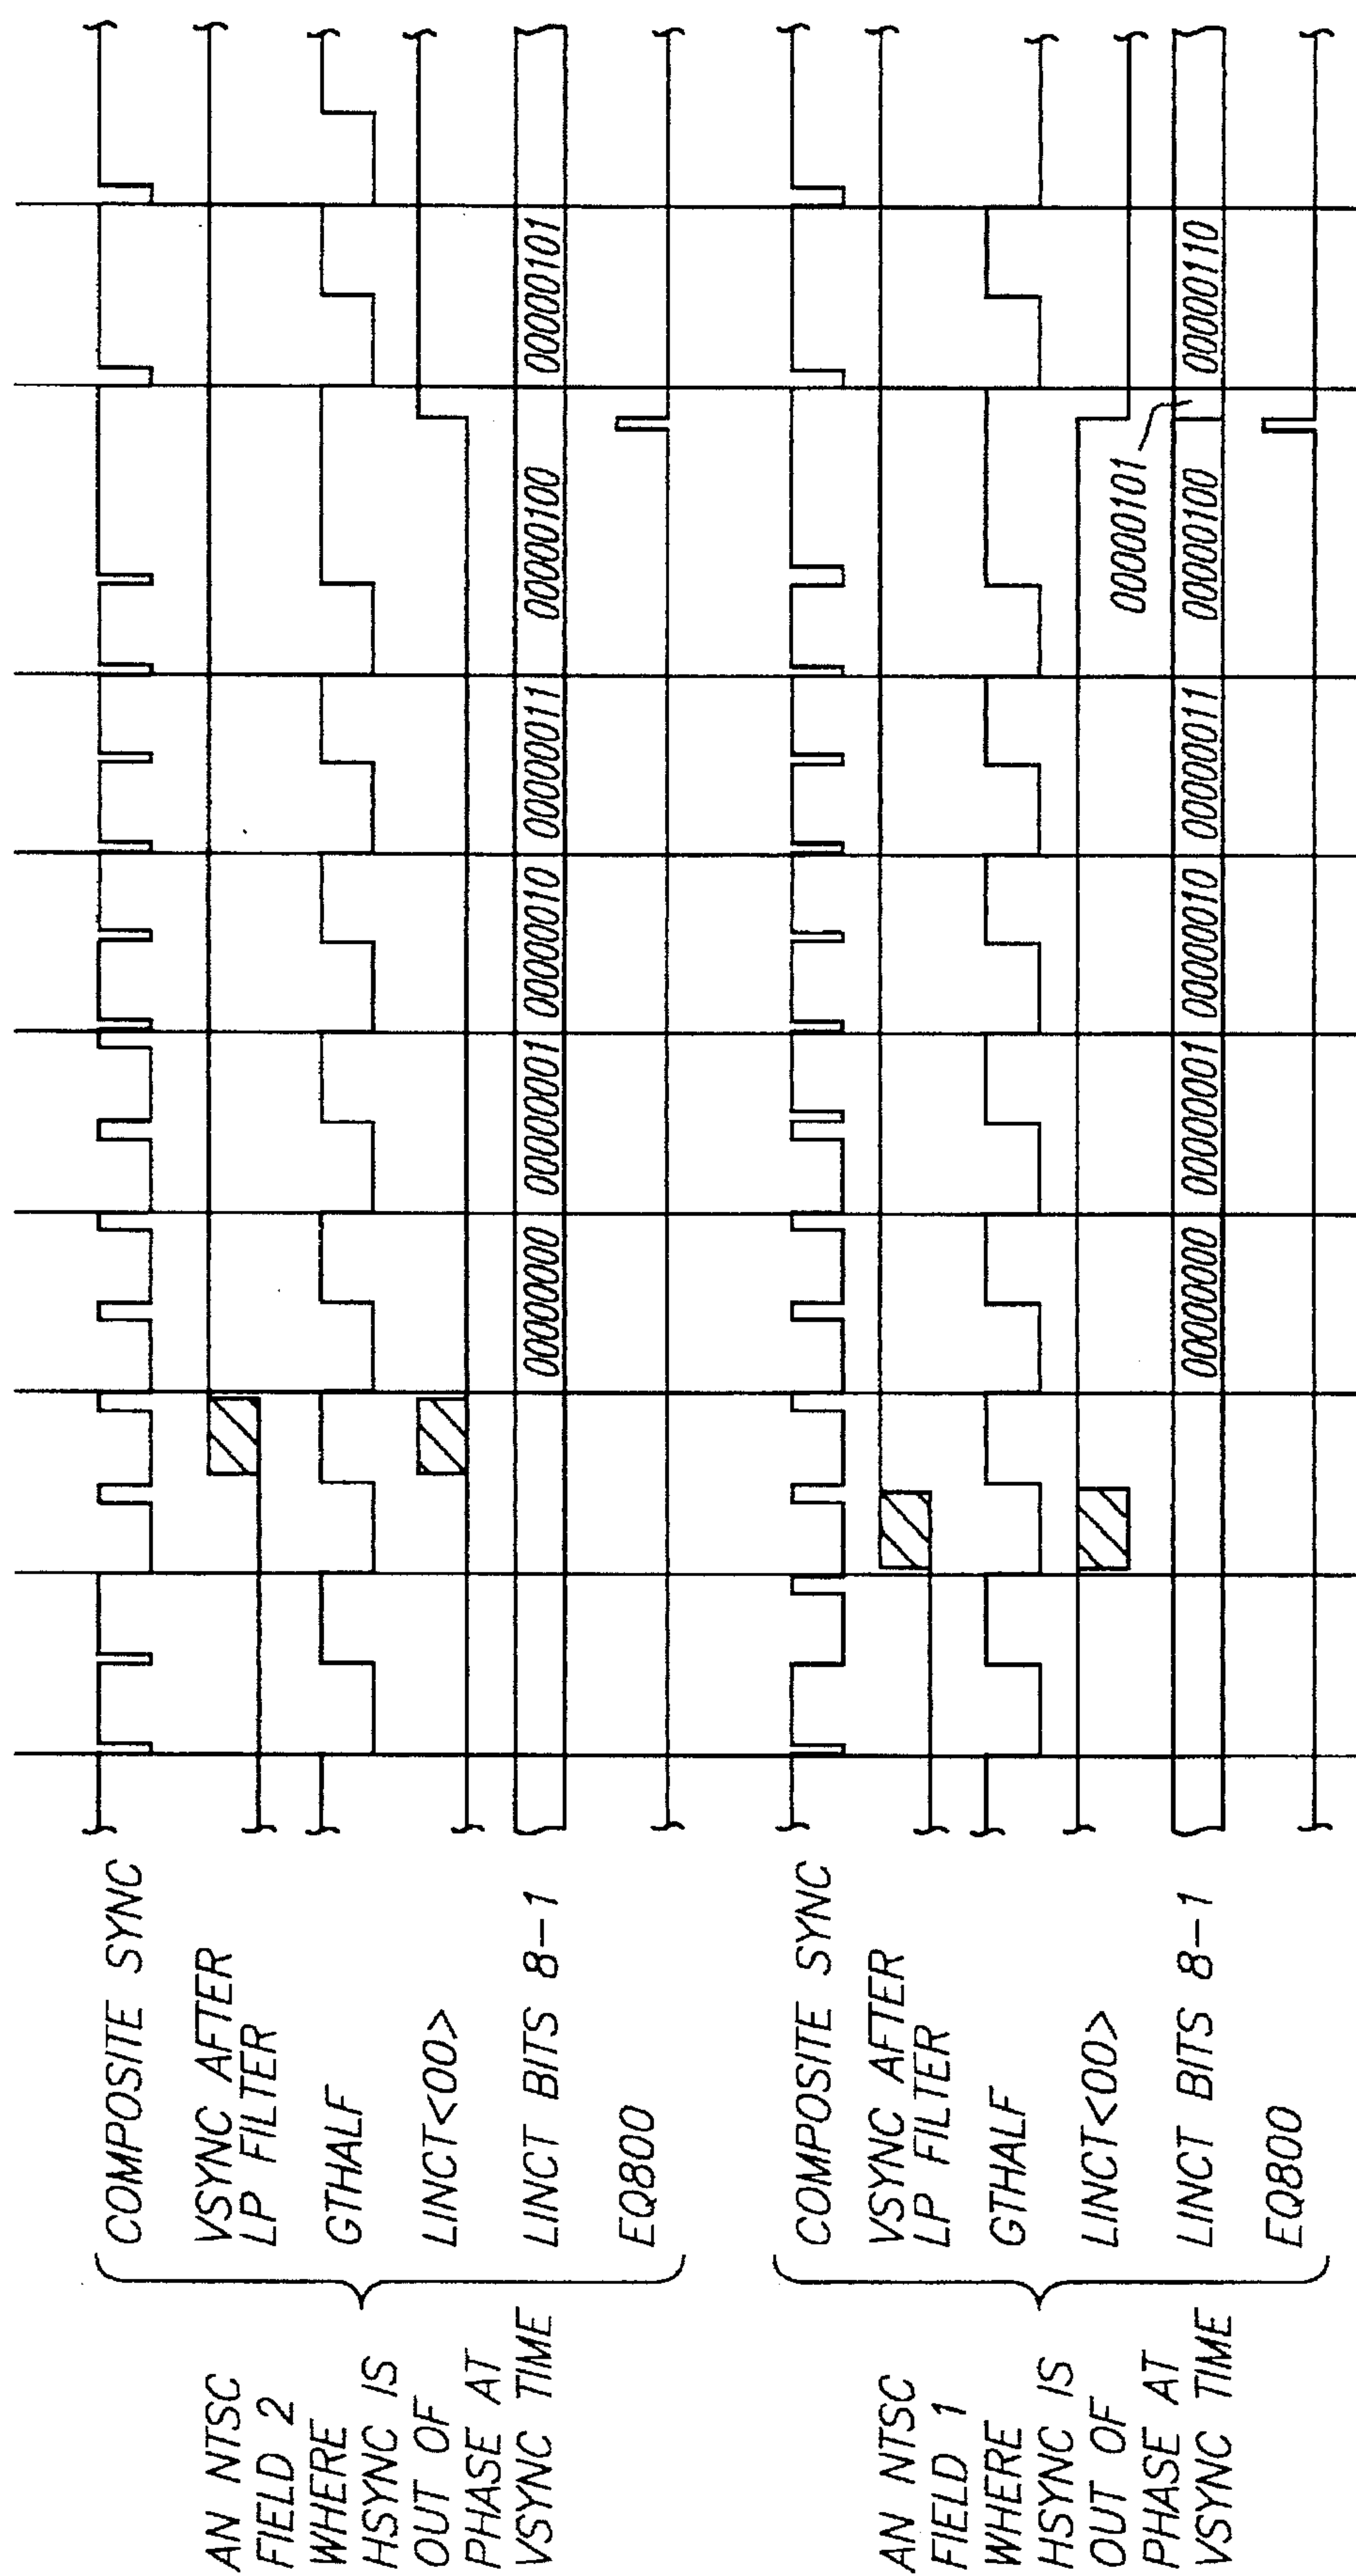 AN NTSC
FIELD 2
WHERE
HSYNC IS
OUT OF
PHASE AT
VSYNC TIME
COMPOSITE SYNC
VSYNC AFTER
LP FILTER
GTHALF
LINCT<00>
LINCT BITS 8-1
00000000 00000001 00000010 00000011 00000100 00000101
EQ800
AN NTSC
FIELD 1
WHERE
HSYNC IS
OUT OF
PHASE AT
VSYNC TIME
COMPOSITE SYNC
VSYNC AFTER
LP FILTER
GTHALF
LINCT<00>
00000101
LINCT BITS 8-1
00000000 00000001 00000010 00000011 00000100 00000110
EQ800